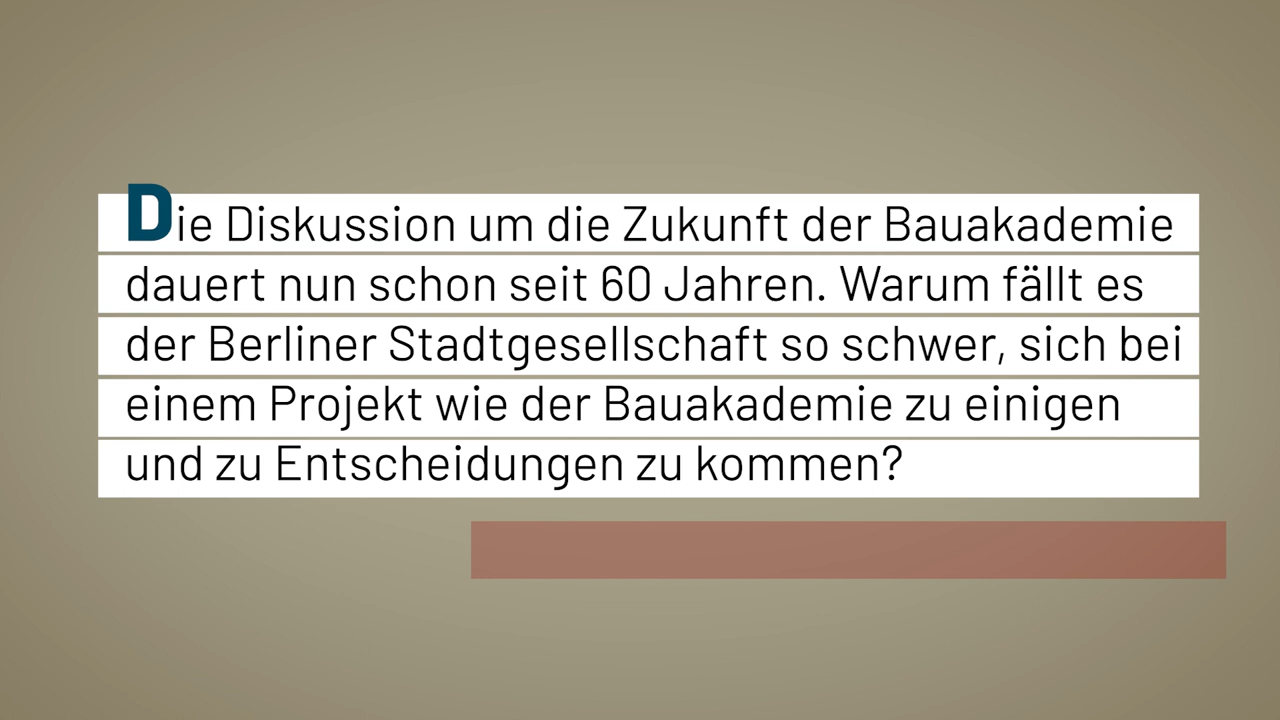 Die Diskussion um die Zukunft der Bauakademie
dauert nun schon seit 60 Jahren. Warum fällt es
der Berliner Stadtgesellschaft so schwer, sich bei
einem Projekt wie der Bauakademie zu einigen
und zu Entscheidungen zu kommen?